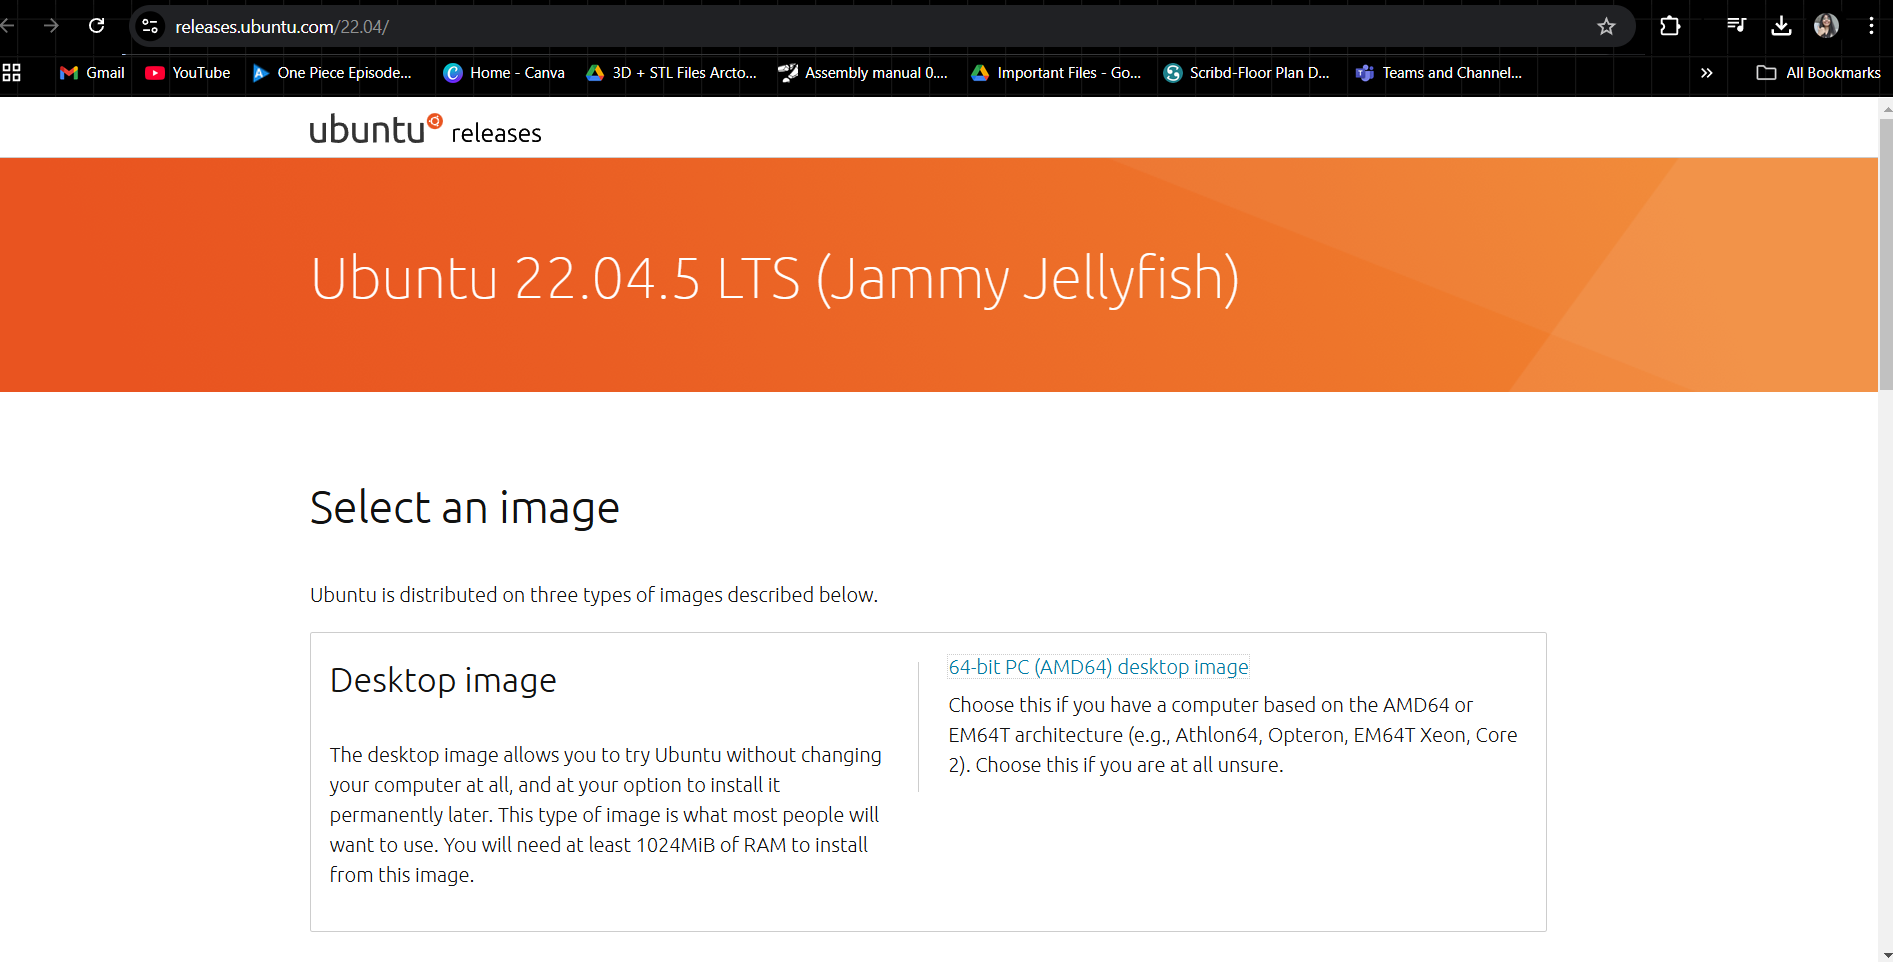 releases.ubuntu.com/22.04/
Gmail YouTube One Piece Episode... Home - Canva 3D + STL Files Arcto... Assembly manual 0.... Important Files - Go... Scribd-Floor Plan D... Teams and Channel... » All Bookmarks
ubuntu releases
Ubuntu 22.04.5 LTS (Jammy Jellyfish)
Select an image
Ubuntu is distributed on three types of images described below.
Desktop image
The desktop image allows you to try Ubuntu without changing
your computer at all, and at your option to install it
permanently later. This type of image is what most people will
want to use. You will need at least 1024MiB of RAM to install
from this image.
64-bit PC (AMD64) desktop image
Choose this if you have a computer based on the AMD64 or
EM64T architecture (e.g., Athlon64, Opteron, EM64T Xeon, Core
2). Choose this if you are at all unsure.